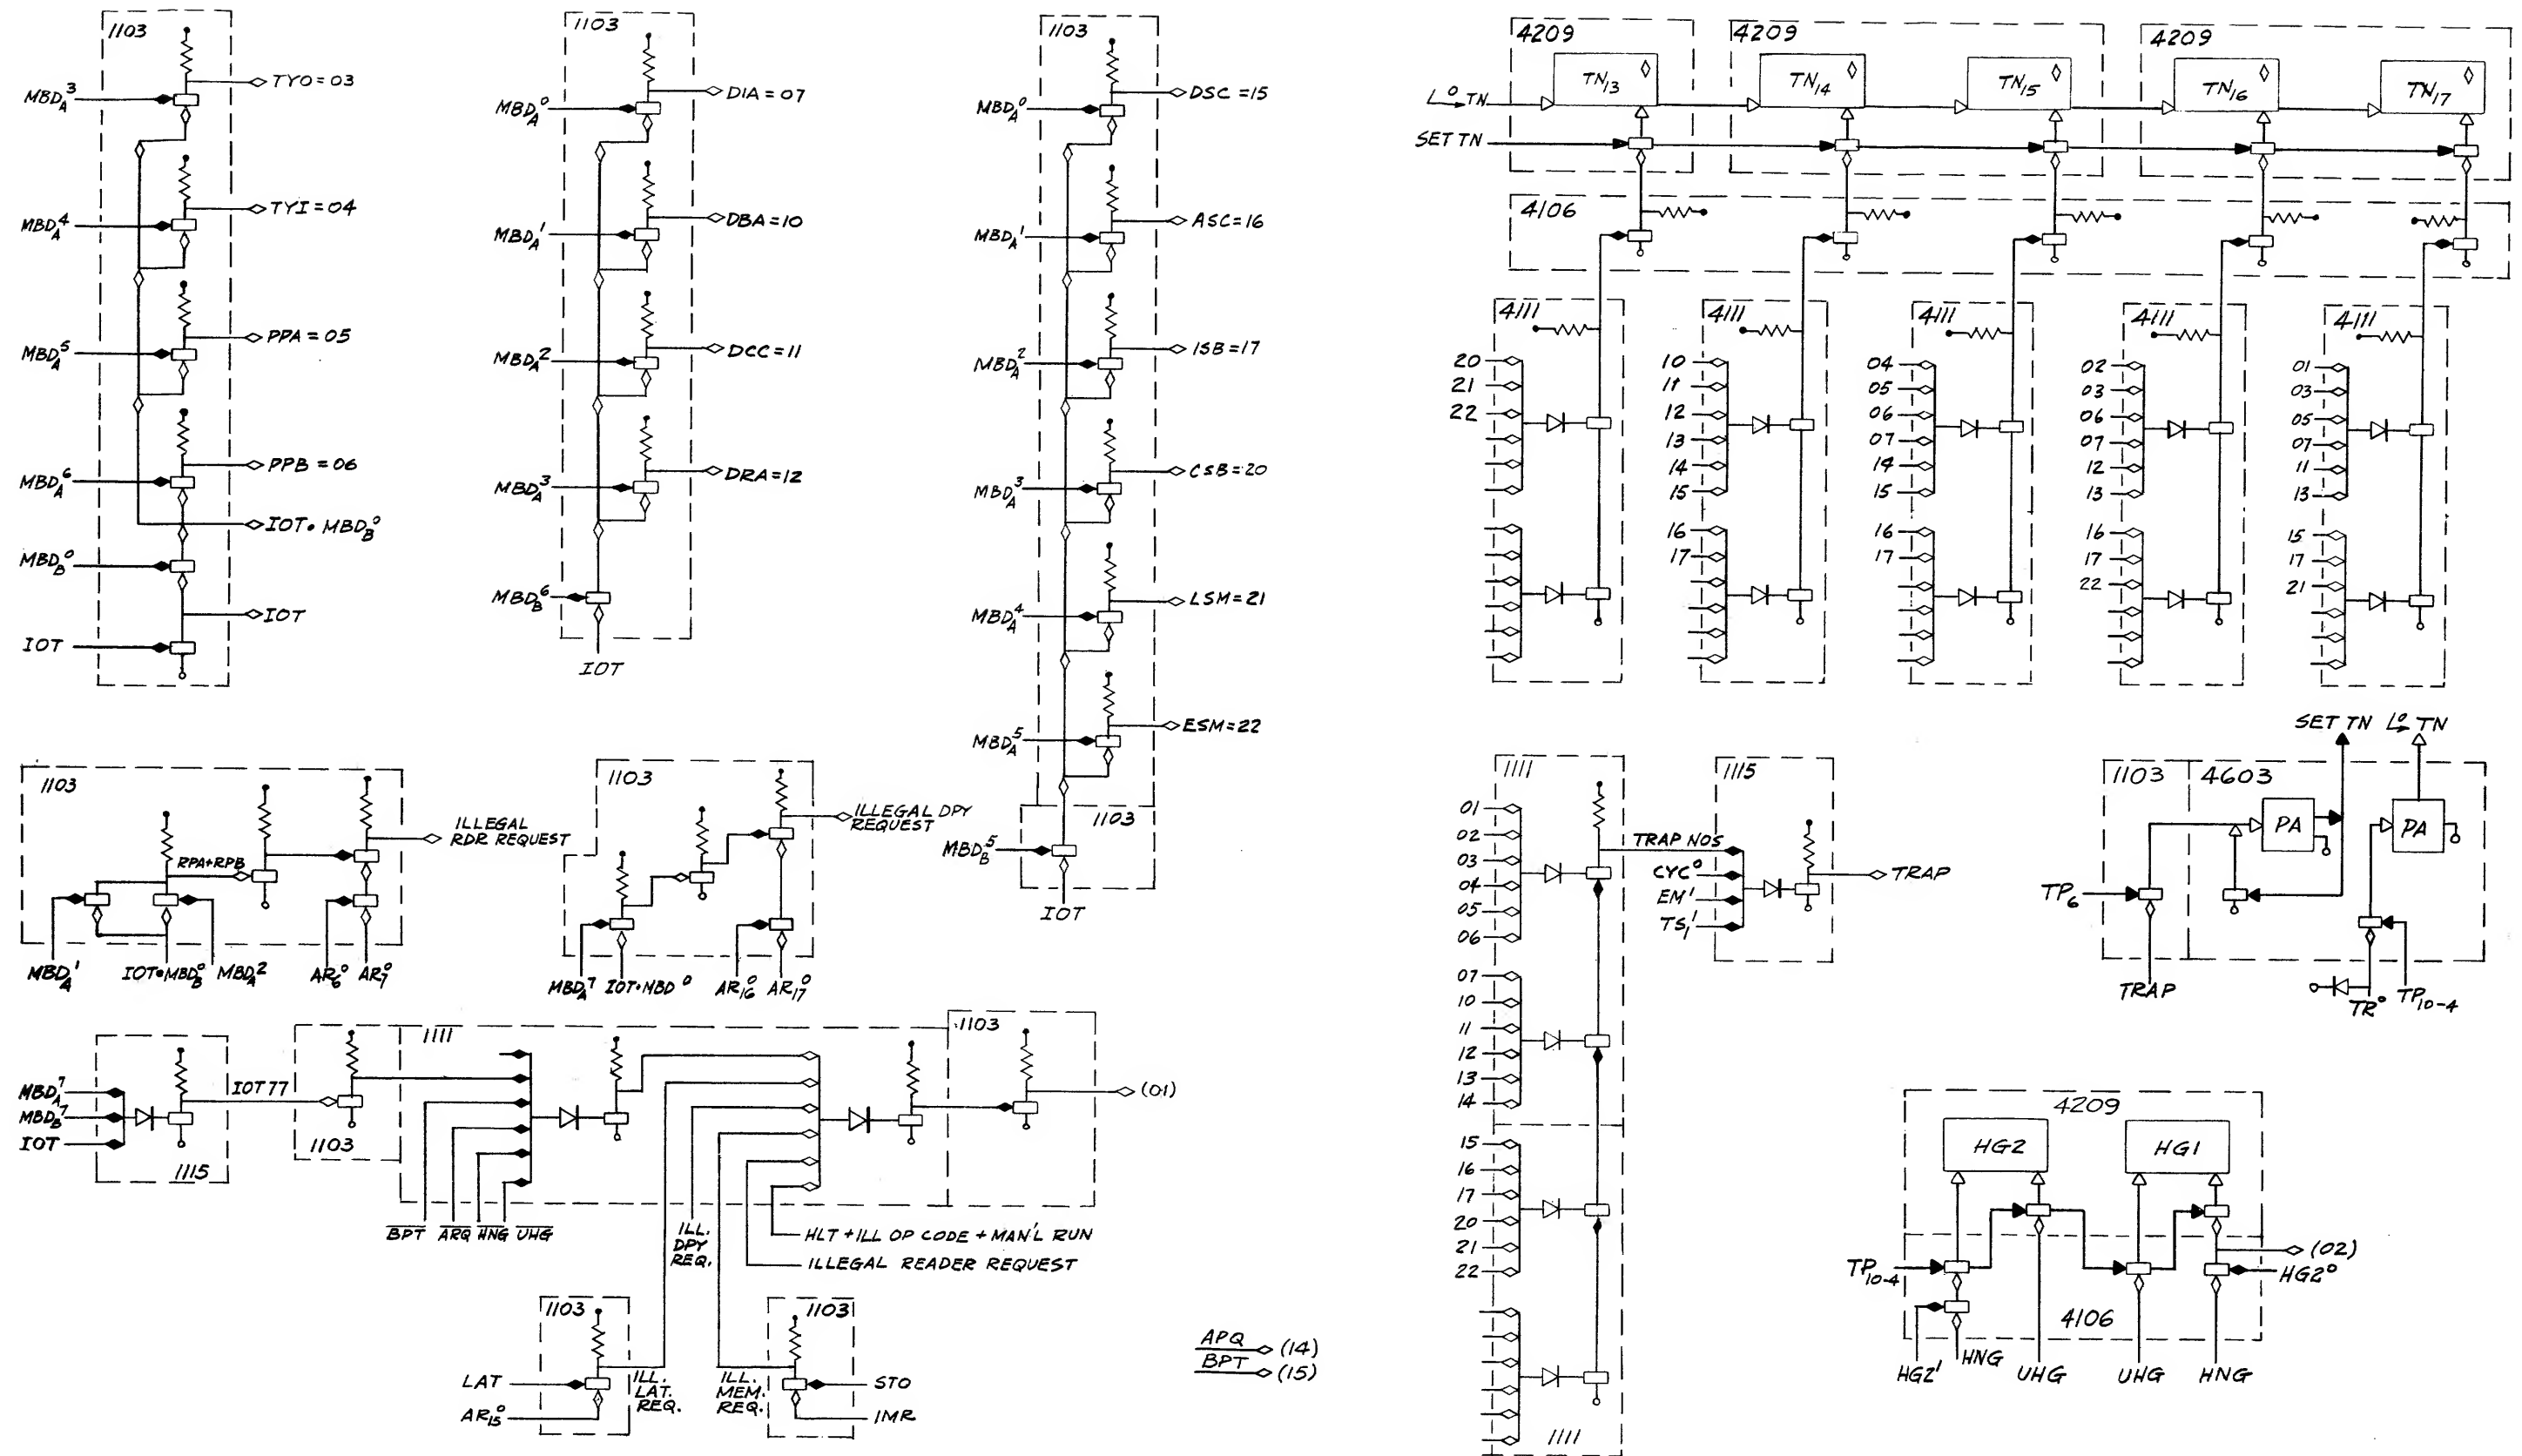 1103
MBD_A^3
TYO = 03
MBD_A^4
TYI = 04
MBD_A^5
PPA = 05
MBD_A^6
PPB = 06
IOT • MBD_B^0
MBD_B^0
IOT
IOT
1103
MBD_A^0
DIA = 07
MBD_A^1
DBA = 10
MBD_A^2
DCC = 11
MBD_A^3
DRA = 12
MBD_B^6
IOT
1103
MBD_A^0
DSC = 15
MBD_A^1
ASC = 16
MBD_A^2
ISB = 17
MBD_A^3
CSB = 20
MBD_A^4
LSM = 21
MBD_A^5
ESM = 22
1103
MBD_B^5
IOT
4209
4209
4209
TN13
TN14
TN15
TN16
TN17
L0→ TN
SET TN
4106
4111
20
21
22
4111
10
11
12
13
14
15
16
17
4111
04
05
06
07
14
15
16
17
4111
02
03
06
07
12
13
16
17
22
4111
01
03
05
07
11
13
15
17
21
1103
RPA+RPB
ILLEGAL
RDR REQUEST
MBD_A^1
IOT•MBD_B^0
MBD_A^2
AR_6^0
AR_7^0
1103
ILLEGAL DPY
REQUEST
MBD_A^7
IOT•MBD^0
AR_16^0
AR_17^0
1111
01
02
03
04
05
06
07
10
11
12
13
14
15
16
17
20
21
22
1111
1115
TRAP NOS
CYC^0
EM^1
TS_1^1
TRAP
SET TN
L0→ TN
1103
4603
PA
PA
TP6
TRAP
TR^0
TP10-4
MBD_A^7
MBD_B^7
IOT
1115
IOT 77
1103
1111
BPT
ARQ
HNG
UHG
1103
(01)
ILL.
DPY
REQ.
HLT + ILL OP CODE + MAN'L RUN
ILLEGAL READER REQUEST
1103
LAT
AR_15^0
ILL.
LAT.
REQ.
ILL.
MEM.
REQ.
1103
STO
IMR
APQ
(14)
BPT
(15)
4209
HG2
HG1
TP10-4
(02)
HG2^0
4106
HG2^1
HNG
UHG
UHG
HNG